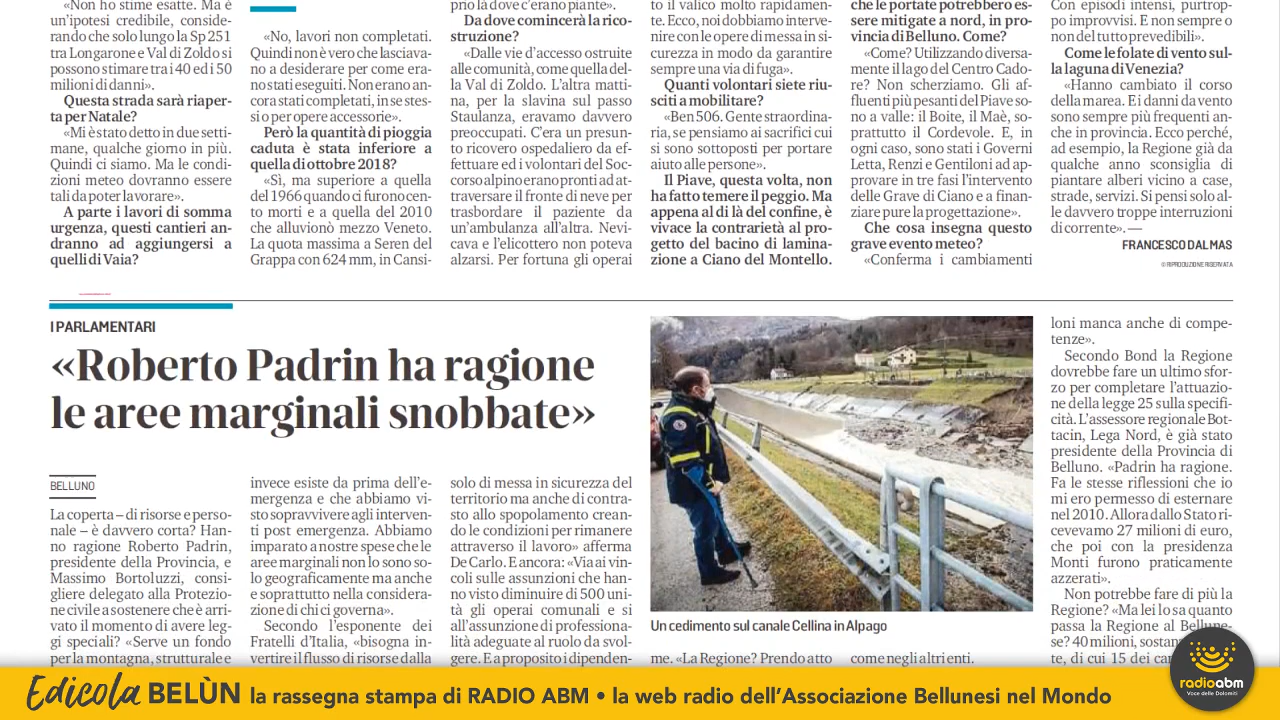 «Non ho stime esatte. Ma è
un'ipotesi credibile, conside-
rando che solo lungo la Sp 251
tra Longarone e Val di Zoldo si
possono stimare tra i 40 ed i 50
milioni di danni».
Questa strada sarà riaper-
ta per Natale?
«Mi è stato detto in due setti-
mane, qualche giorno in più.
Quindi ci siamo. Ma le condi-
zioni meteo dovranno essere
tali da poter lavorare».
A parte i lavori di somma
urgenza, questi cantieri an-
dranno ad aggiungersi a
quelli di Vaia?
«No, lavori non completati.
Quindi non è vero che lasciava-
no a desiderare per come era-
no stati eseguiti. Non erano an-
cora stati completati, in se stes-
si o per opere accessorie».
Però la quantità di pioggia
caduta è stata inferiore a
quella di ottobre 2018?
«Sì, ma superiore a quella
del 1966 quando ci furono cen-
to morti e a quella del 2010
che alluvionò mezzo Veneto.
La quota massima a Seren del
Grappa con 624 mm, in Cansi-
prio là dove c'erano piante».
Da dove comincerà la rico-
struzione?
«Dalle vie d'accesso ostruite
alle comunità, come quella del-
la Val di Zoldo. L'altra matti-
na, per la slavina sul passo
Staulanza, eravamo davvero
preoccupati. C'era un presun-
to ricovero ospedaliero da ef-
fettuare ed i volontari del Soc-
corso alpino erano pronti ad at-
traversare il fronte di neve per
trasbordare il paziente da
un'ambulanza all'altra. Nevi-
cava e l'elicottero non poteva
alzarsi. Per fortuna gli operai
to il valico molto rapidamen-
te. Ecco, noi dobbiamo interve-
nire con le opere di messa in si-
curezza in modo da garantire
sempre una via di fuga».
Quanti volontari siete riu-
sciti a mobilitare?
«Ben 506. Gente straordina-
ria, se pensiamo ai sacrifici cui
si sono sottoposti per portare
aiuto alle persone».
Il Piave, questa volta, non
ha fatto temere il peggio. Ma
appena al di là del confine, è
vivace la contrarietà al pro-
getto del bacino di lamina-
zione a Ciano del Montello.
che le portate potrebbero es-
sere mitigate a nord, in pro-
vincia di Belluno. Come?
«Come? Utilizzando diversa-
mente il lago del Centro Cado-
re? Non scherziamo. Gli af-
fluenti più pesanti del Piave so-
no a valle: il Boite, il Maè, so-
prattutto il Cordevole. E, in
ogni caso, sono stati i Governi
Letta, Renzi e Gentiloni ad ap-
provare in tre fasi l'intervento
delle Grave di Ciano e a finan-
ziare pure la progettazione».
Che cosa insegna questo
grave evento meteo?
«Conferma i cambiamenti
Con episodi intensi, purtrop-
po improvvisi. E non sempre o
non del tutto prevedibili».
Come le folate di vento sul-
la laguna di Venezia?
«Hanno cambiato il corso
della marea. E i danni da vento
sono sempre più frequenti an-
che in provincia. Ecco perché,
ad esempio, la Regione già da
qualche anno sconsiglia di
piantare alberi vicino a case,
strade, servizi. Si pensi solo al-
le davvero troppe interruzioni
di corrente». —
FRANCESCO DAL MAS
© RIPRODUZIONE RISERVATA
I PARLAMENTARI
«Roberto Padrin ha ragione
le aree marginali snobbate»
BELLUNO
La coperta – di risorse e perso-
nale – è davvero corta? Han-
no ragione Roberto Padrin,
presidente della Provincia, e
Massimo Bortoluzzi, consi-
gliere delegato alla Protezio-
ne civile a sostenere che è arri-
vato il momento di avere leg-
gi speciali? «Serve un fondo
per la montagna, strutturale e
invece esiste da prima dell'e-
mergenza e che abbiamo vi-
sto sopravvivere agli interven-
ti post emergenza. Abbiamo
imparato a nostre spese che le
aree marginali non lo sono so-
lo geograficamente ma anche
e soprattutto nella considera-
zione di chi ci governa».
Secondo l'esponente dei
Fratelli d'Italia, «bisogna in-
vertire il flusso di risorse dalla
solo di messa in sicurezza del
territorio ma anche di contra-
sto allo spopolamento crean-
do le condizioni per rimanere
attraverso il lavoro» afferma
De Carlo. E ancora: «Via ai vin-
coli sulle assunzioni che han-
no visto diminuire di 500 uni-
tà gli operai comunali e si
all'assunzione di professiona-
lità adeguate al ruolo da svol-
gere. E a proposito i dipenden-
Un cedimento sul canale Cellina in Alpago
me. «La Regione? Prendo atto
come negli altri enti.
loni manca anche di compe-
tenze».
Secondo Bond la Regione
dovrebbe fare un ultimo sfor-
zo per completare l'attuazio-
ne della legge 25 sulla specifi-
cità. L'assessore regionale Bot-
tacin, Lega Nord, è già stato
presidente della Provincia di
Belluno. «Padrin ha ragione.
Fa le stesse riflessioni che io
mi ero permesso di esternare
nel 2010. Allora dallo Stato ri-
cevevamo 27 milioni di euro,
che poi con la presidenza
Monti furono praticamente
azzerati».
Non potrebbe fare di più la
Regione? «Ma lei lo sa quanto
passa la Regione al Bellune-
se? 40 milioni,
te, di cui 15 dei
Edicola BELÙN la rassegna stampa di RADIO ABM • la web radio dell'Associazione Bellunesi nel Mondo
radioabm
Voce delle Dolomiti